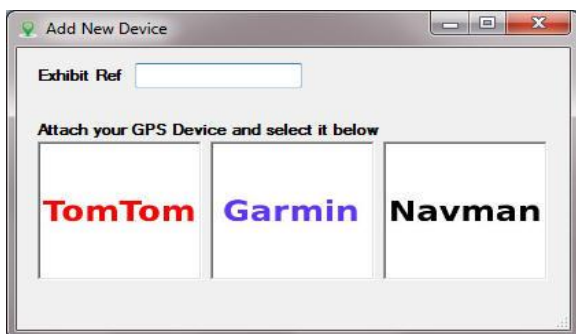 Add New Device
Exhibit Ref
Attach your GPS Device and select it below
TomTom Garmin Navman